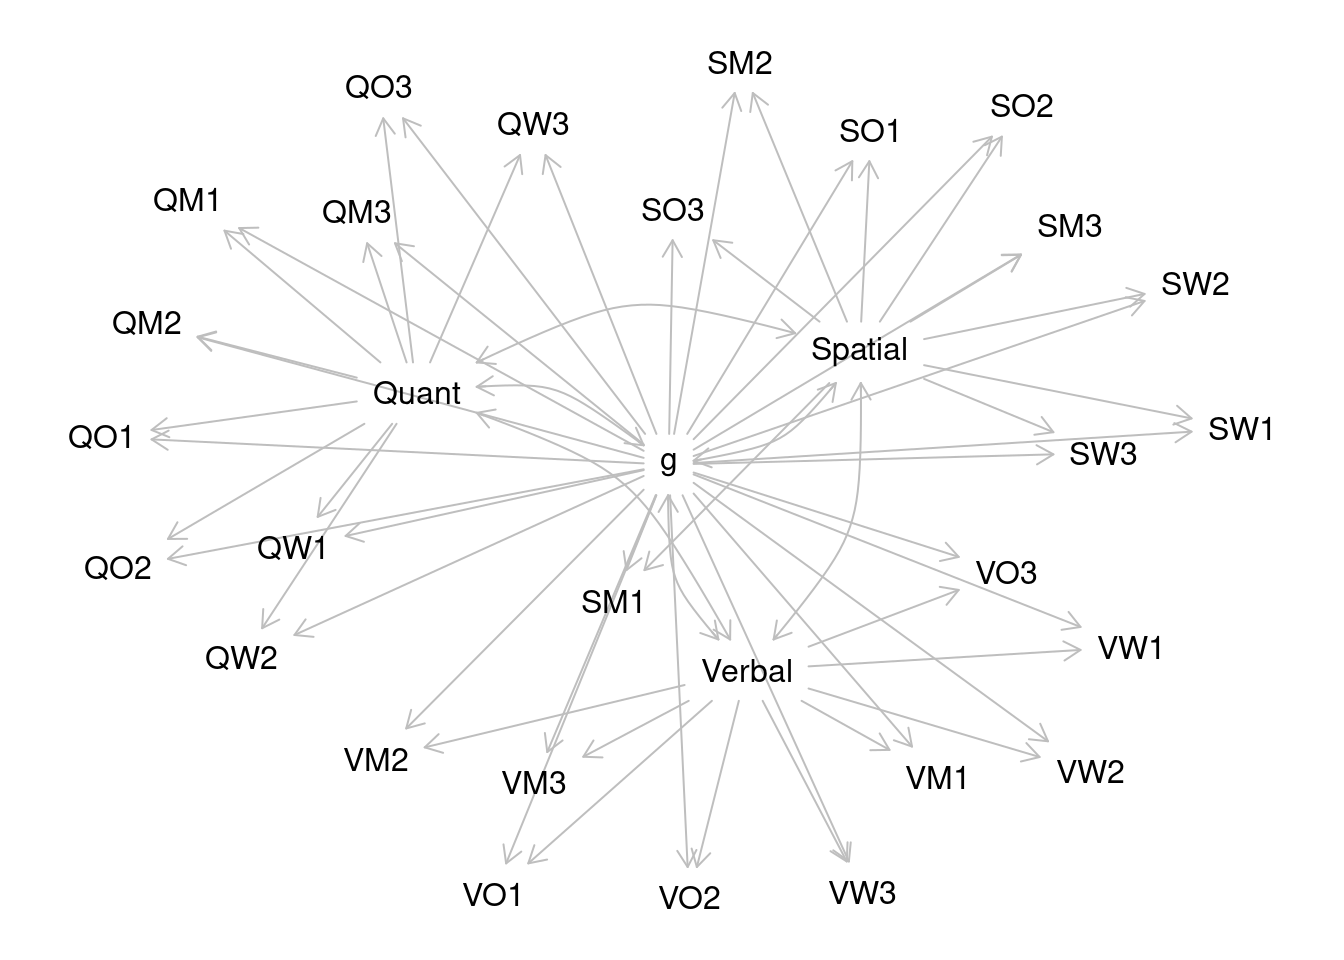 SM2
QO3
SO2
QW3
SO1
QM1
QM3
SO3
SM3
SW2
QM2
Spatial
Quant
QO1
SW1
SW3
g
QW1
QO2
VO3
SM1
VW1
QW2
Verbal
VM2
VW2
VM1
VM3
VW3
VO1
VO2